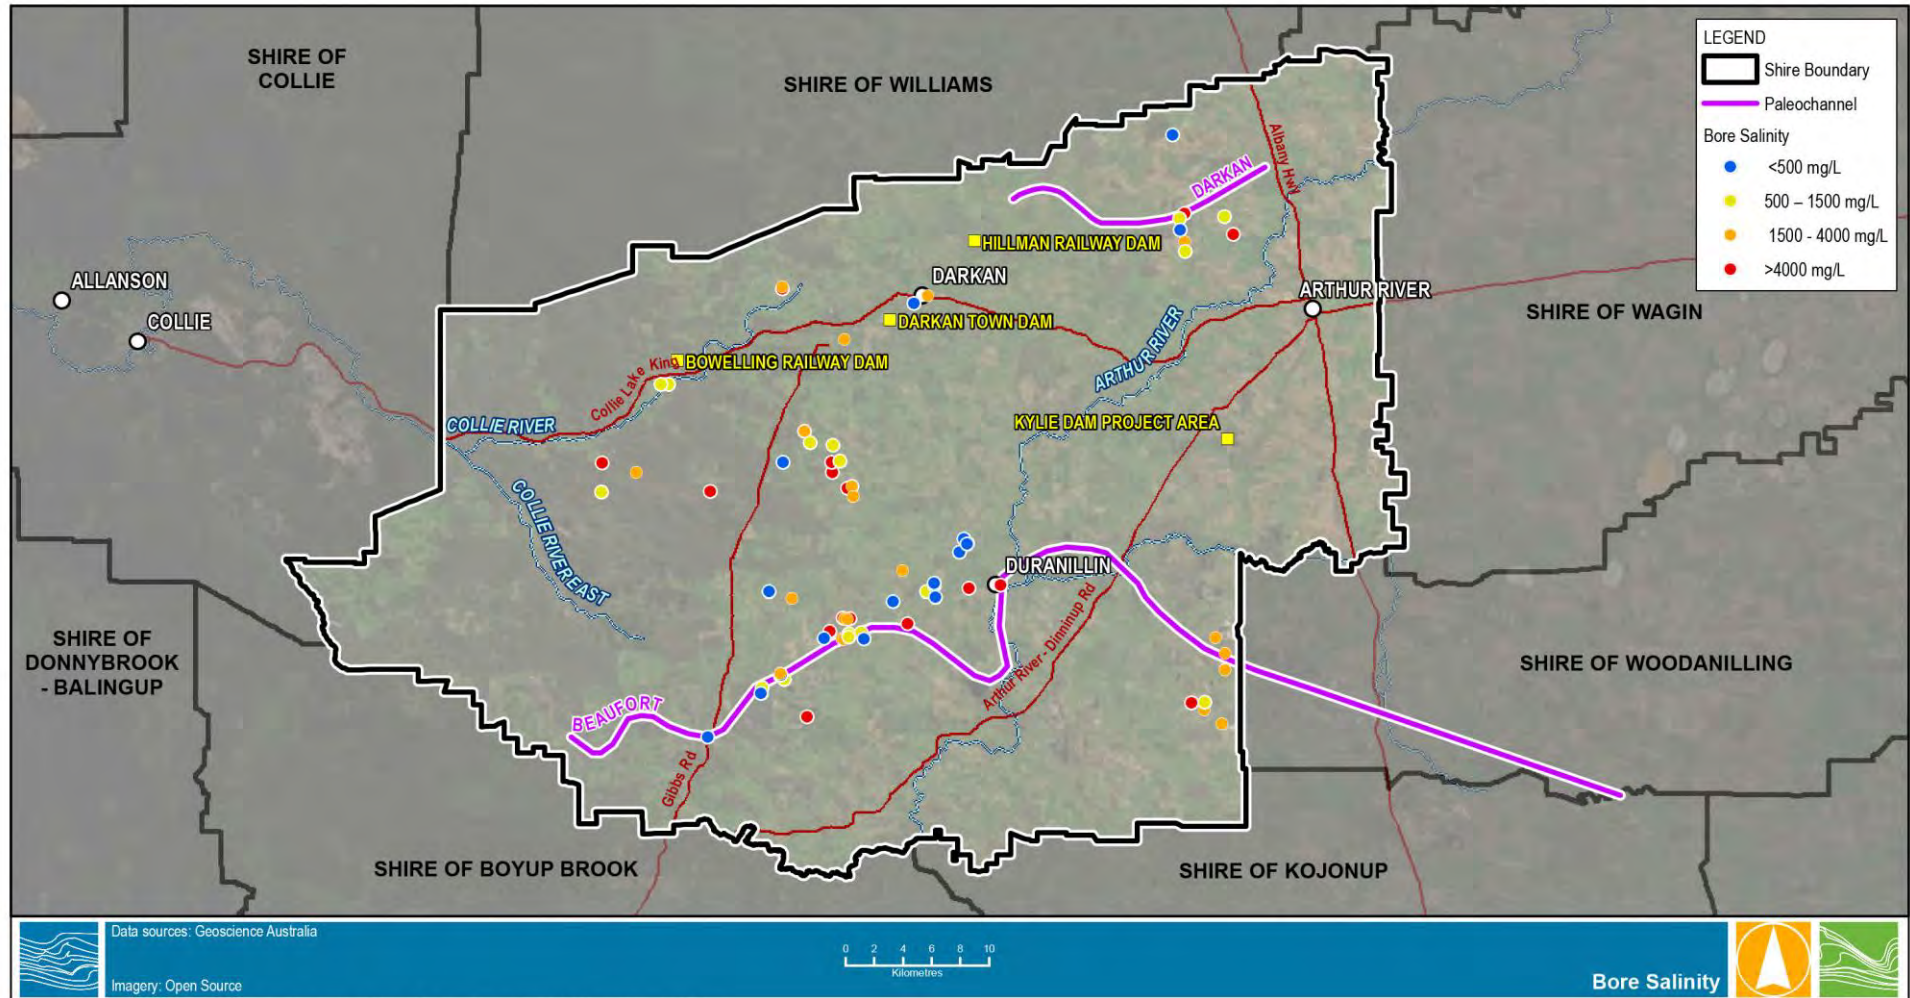 SHIRE OF
COLLIE
SHIRE OF WILLIAMS
LEGEND
Shire Boundary
Paleochannel
Bore Salinity
<500 mg/L
500 – 1500 mg/L
1500 - 4000 mg/L
>4000 mg/L
Albany Hwy
DARKAN
HILLMAN RAILWAY DAM
ALLANSON
DARKAN
ARTHUR RIVER
COLLIE
DARKAN TOWN DAM
SHIRE OF WAGIN
ARTHUR RIVER
BOWELLING RAILWAY DAM
Collie Lake King
COLLIE RIVER
KYLIE DAM PROJECT AREA
COLLIE RIVER EAST
DURANILLIN
SHIRE OF
DONNYBROOK
- BALINGUP
Arthur River - Dinninup Rd
SHIRE OF WOODANILLING
BEAUFORT
Gibbs Rd
SHIRE OF BOYUP BROOK
SHIRE OF KOJONUP
Data sources: Geoscience Australia
0 2 4 6 8 10
Kilometres
Imagery: Open Source
Bore Salinity